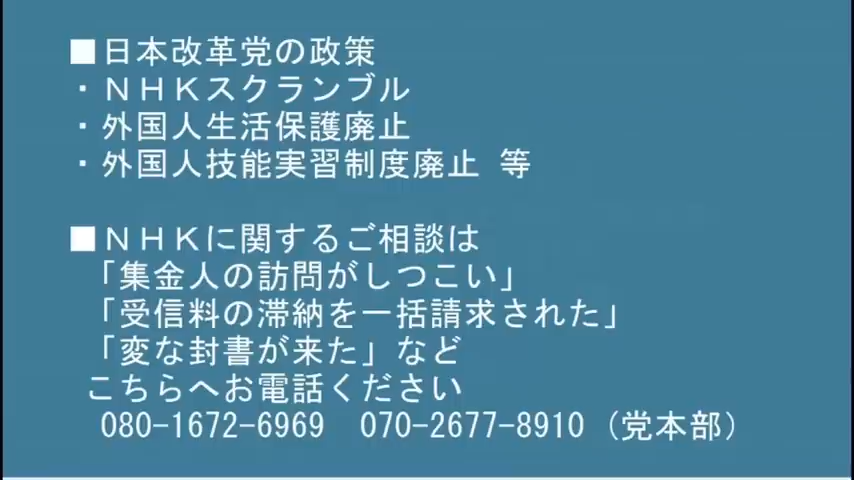 ■日本改革党の政策
・ＮＨＫスクランブル
・外国人生活保護廃止
・外国人技能実習制度廃止 等
■ＮＨＫに関するご相談は
「集金人の訪問がしつこい」
「受信料の滞納を一括請求された」
「変な封書が来た」など
こちらへお電話ください
080-1672-6969　070-2677-8910（党本部）